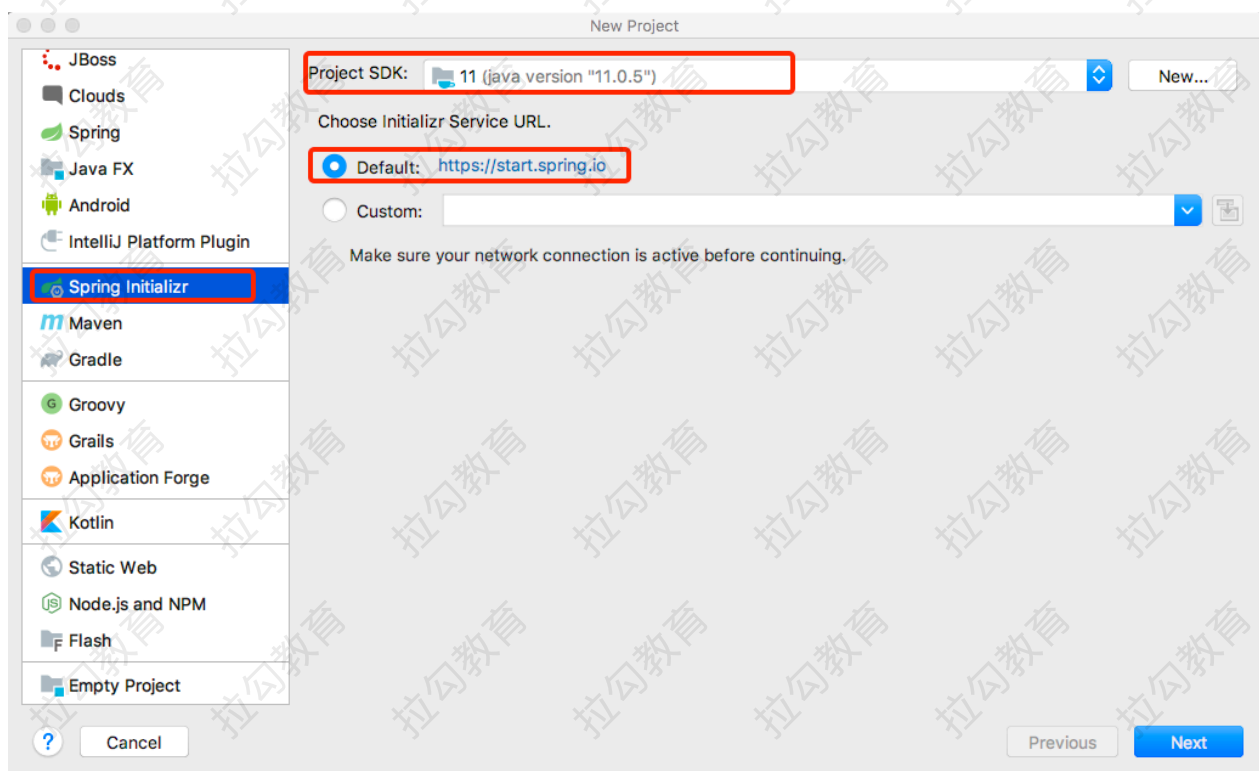 New Project
JBoss
Clouds
Spring
Java FX
Android
IntelliJ Platform Plugin
Spring Initializr
Maven
Gradle
Groovy
Grails
Application Forge
Kotlin
Static Web
Node.js and NPM
Flash
Empty Project
Project SDK: 11 (java version "11.0.5") New...
Choose Initializr Service URL.
Default: https://start.spring.io
Custom:
Make sure your network connection is active before continuing.
? Cancel Previous Next
拉勾教育